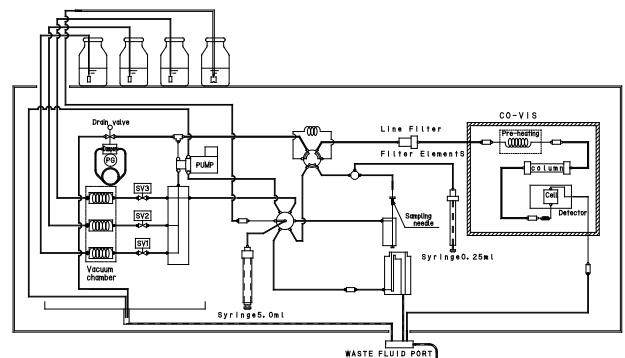 CO-VIS
Drain valve
Line Filter
Pre-heating
Damper
PG
PUMP
Filter Elements
column
SV3
Cell
Sampling
needle
Detector
SV2
SV1
Vacuum
chamber
Syringe0.25ml
Syringe5.0ml
WASTE FLUID PORT